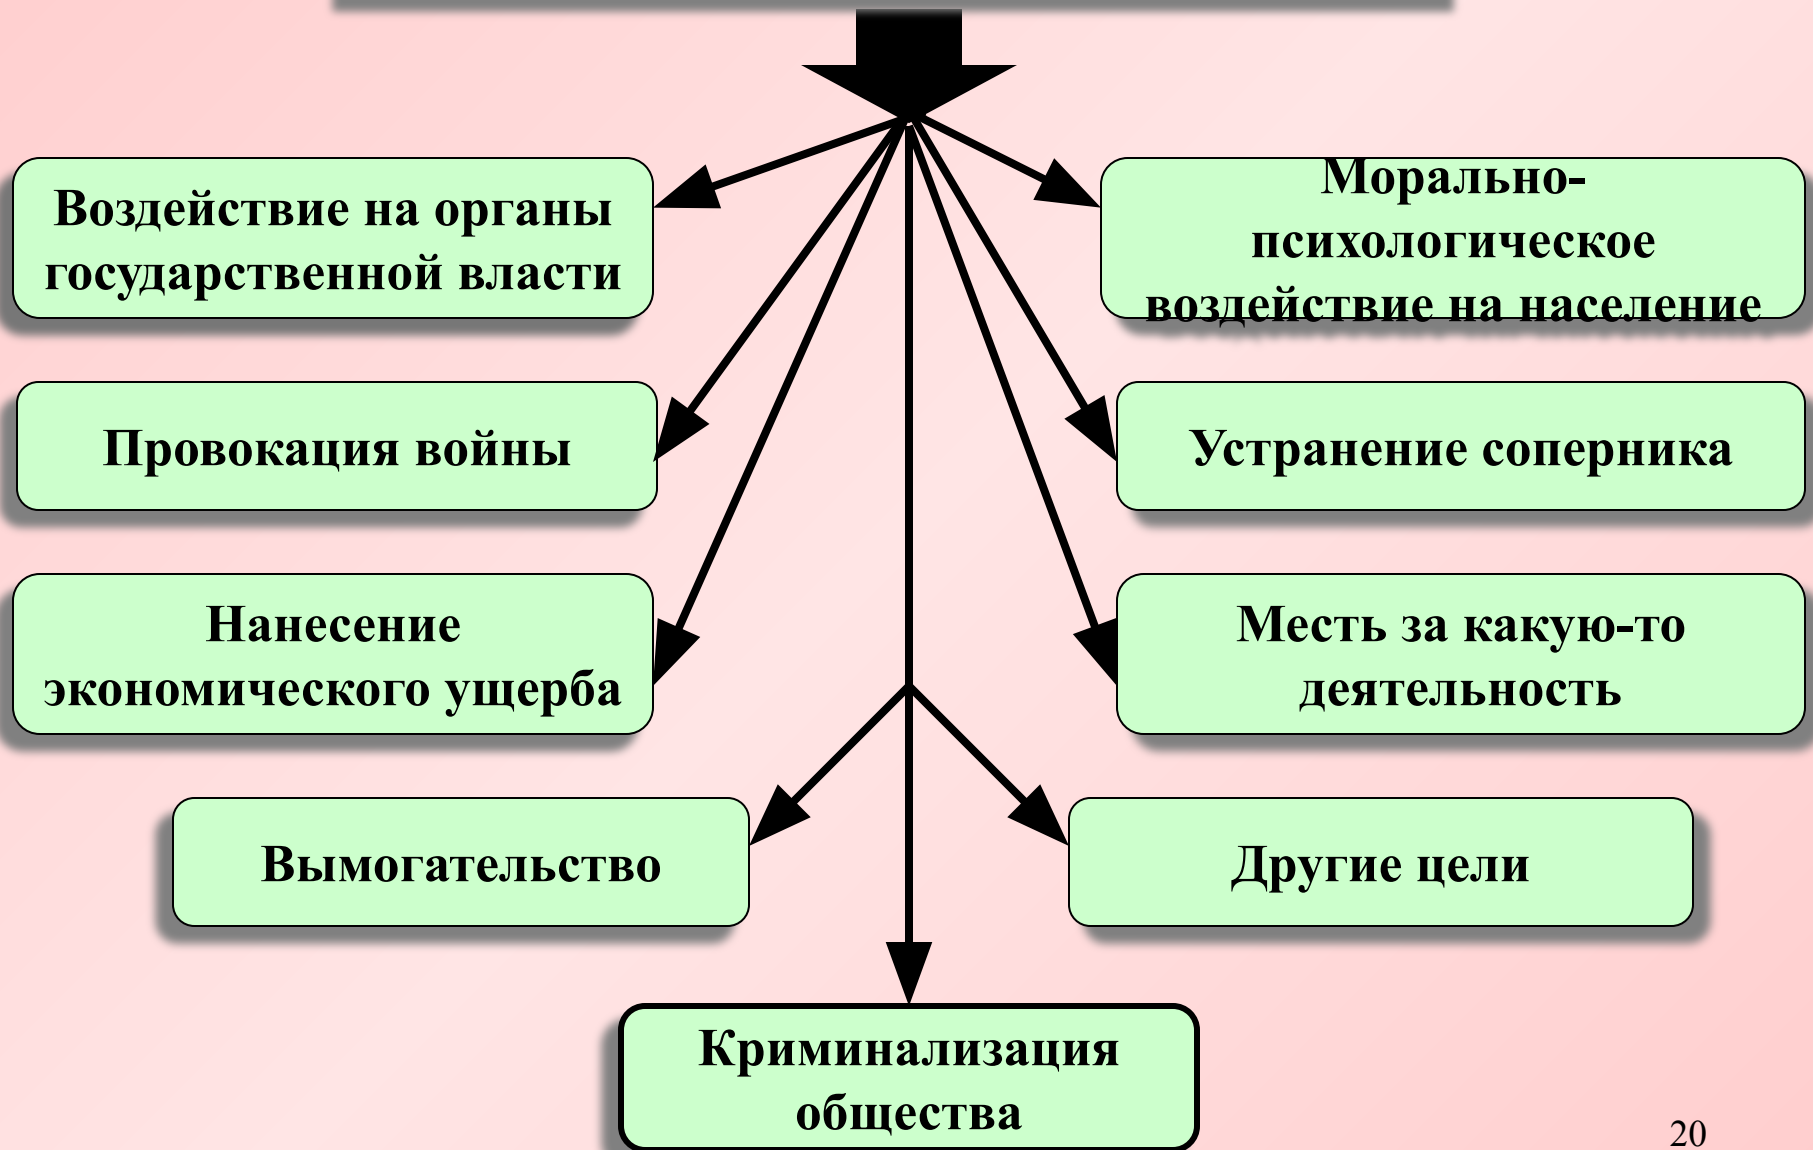 Воздействие на органы
государственной власти
Морально-
психологическое
воздействие на население
Провокация войны
Устранение соперника
Нанесение
экономического ущерба
Месть за какую-то
деятельность
Вымогательство
Другие цели
Криминализация
общества
20